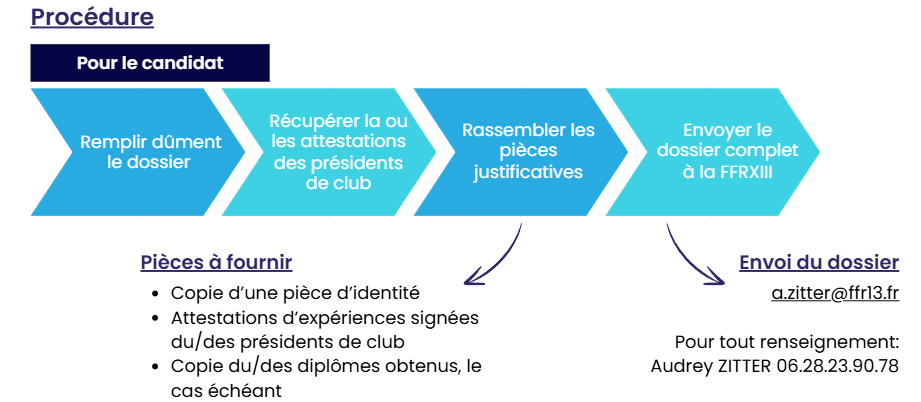 Procédure
Pour le candidat
Remplir dûment
le dossier
Récupérer la ou
les attestations
des présidents
de club
Rassembler les
pièces
justificatives
Envoyer le
dossier complet
à la FFRXIII
Pièces à fournir
• Copie d'une pièce d'identité
• Attestations d'expériences signées
du/des présidents de club
• Copie du/des diplômes obtenus, le
cas échéant
Envoi du dossier
a.zitter@ffr13.fr
Pour tout renseignement:
Audrey ZITTER 06.28.23.90.78